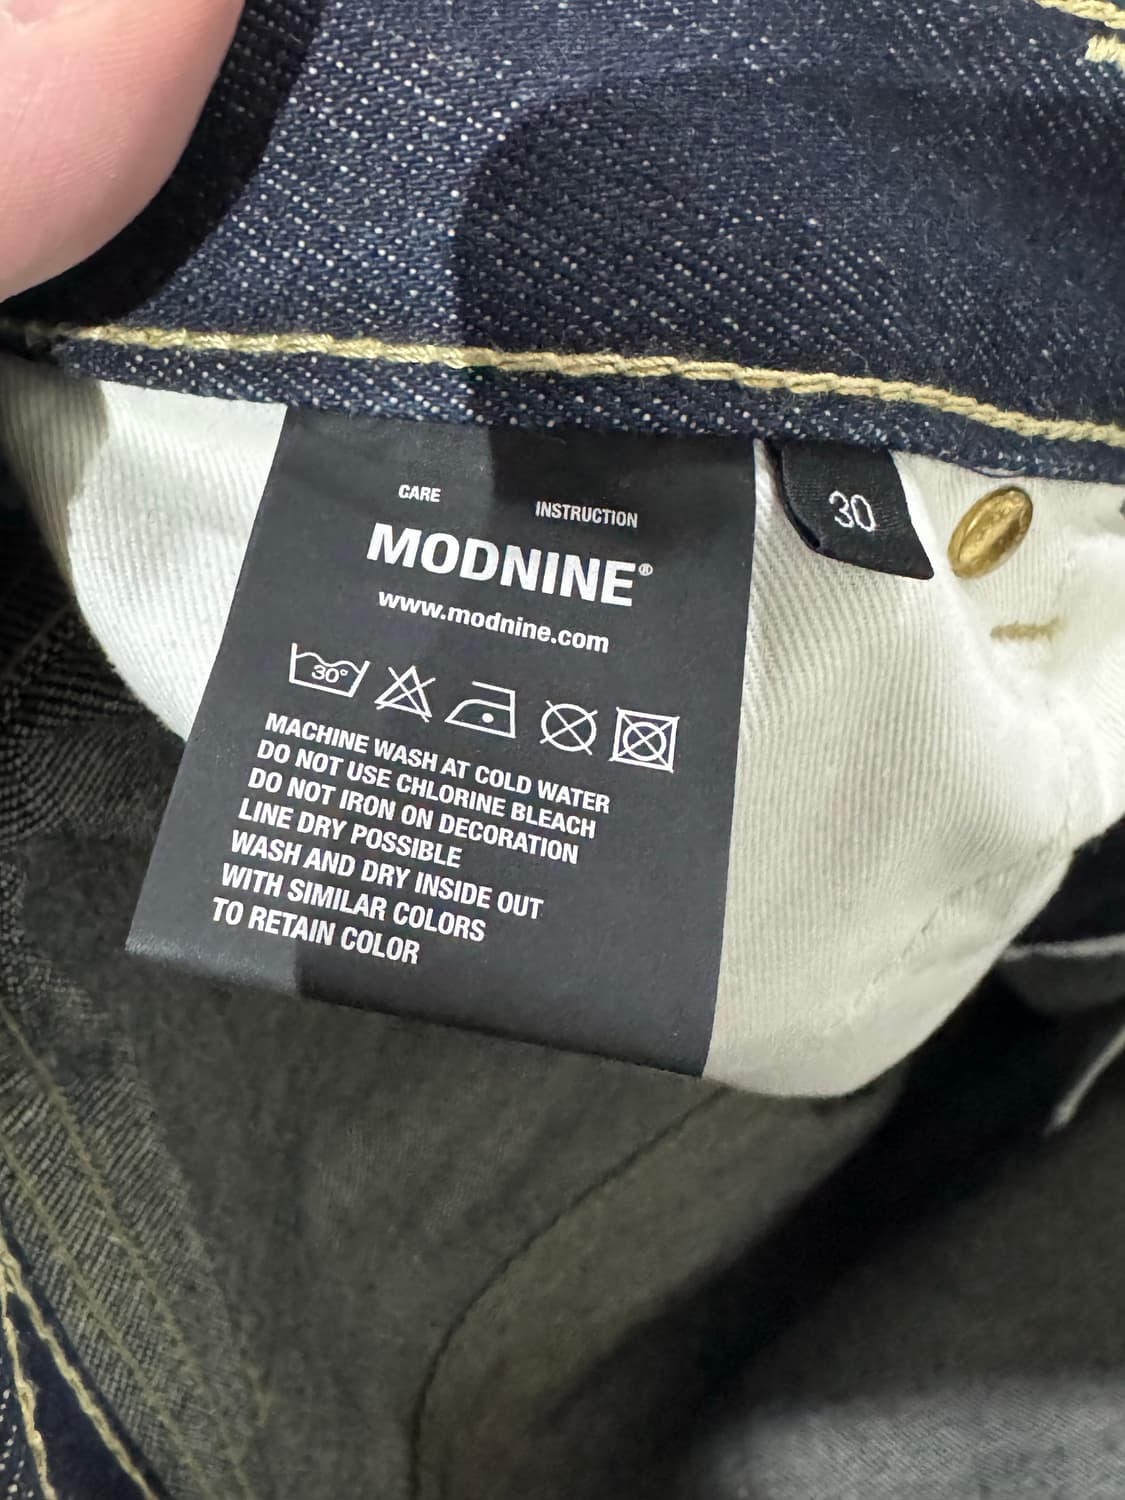 CARE INSTRUCTION
MODNINE®
www.modnine.com
30°
MACHINE WASH AT COLD WATER
DO NOT USE CHLORINE BLEACH
DO NOT IRON ON DECORATION
LINE DRY POSSIBLE
WASH AND DRY INSIDE OUT
WITH SIMILAR COLORS
TO RETAIN COLOR
30